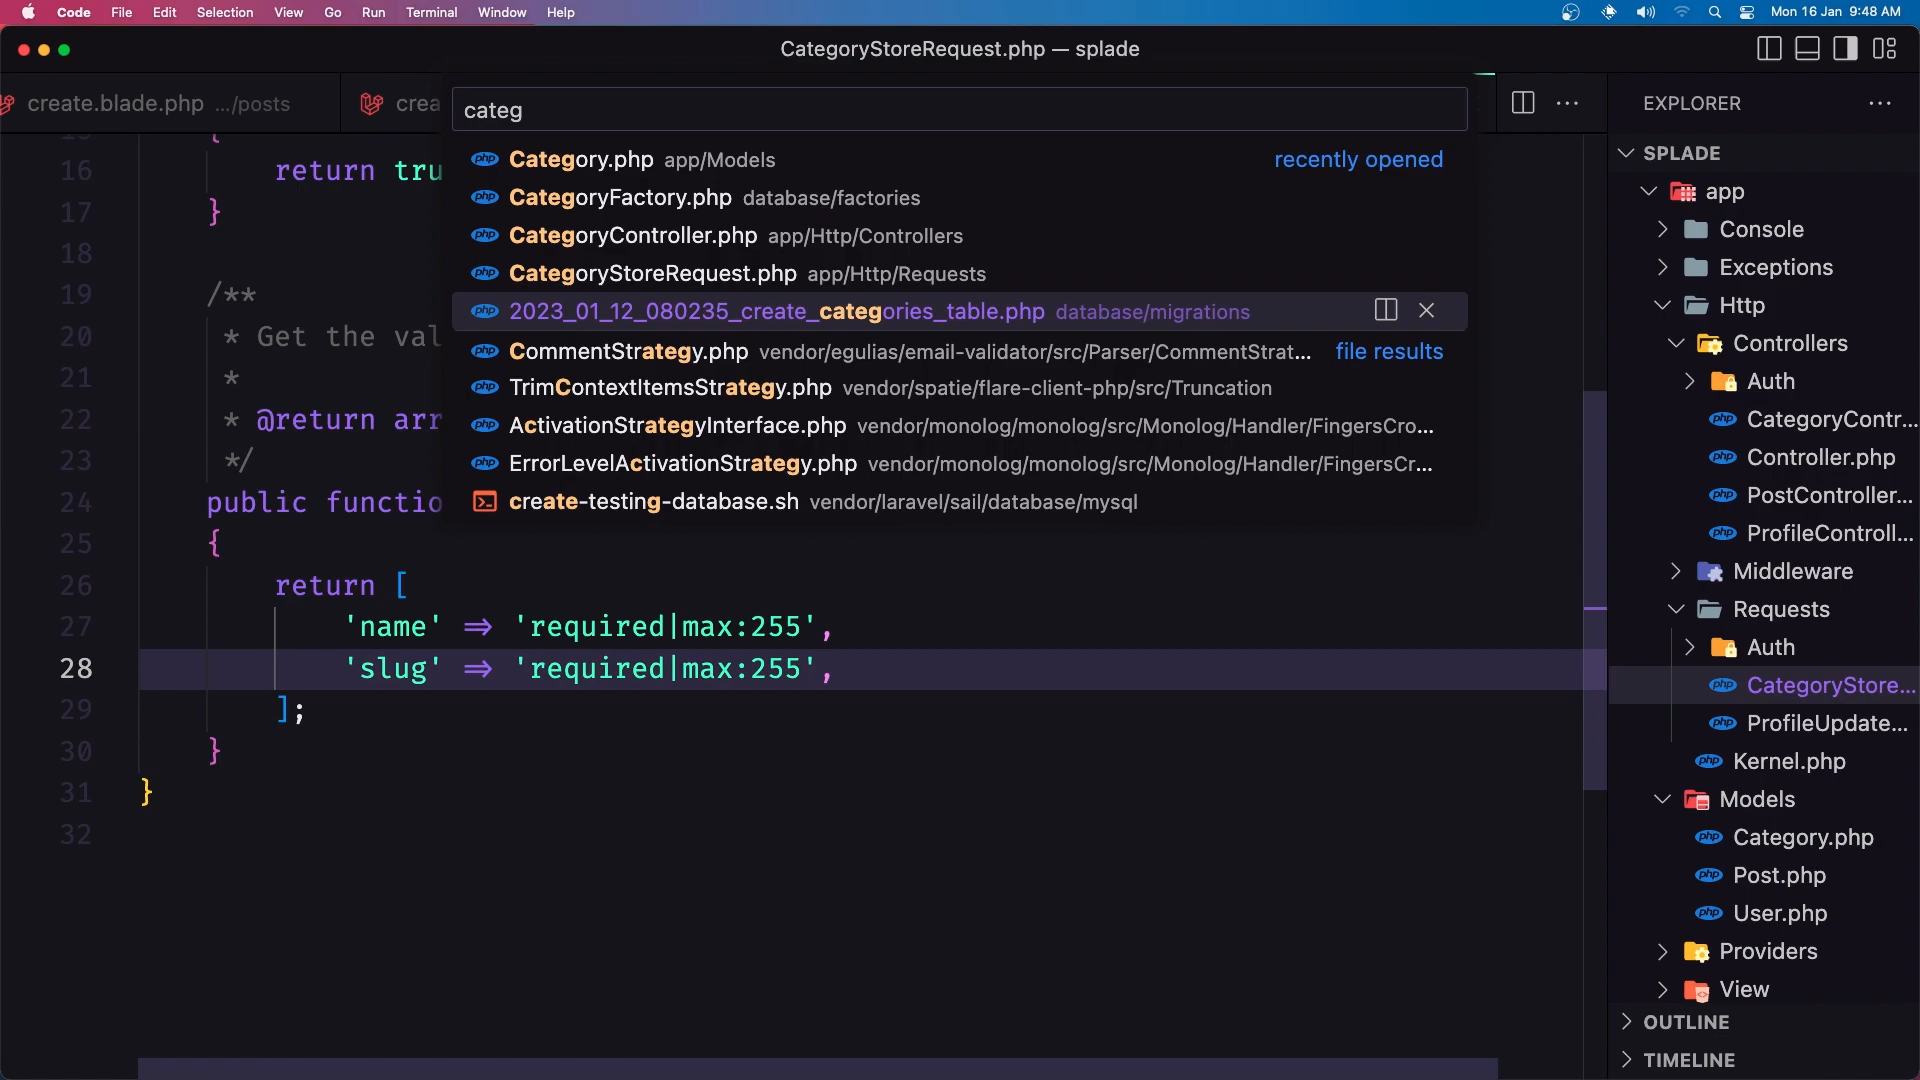 Code File Edit Selection View Go Run Terminal Window Help Mon 16 Jan 9:48 AM
CategoryStoreRequest.php — splade
create.blade.php .../posts crea
categ
Category.php app/Models recently opened
CategoryFactory.php database/factories
CategoryController.php app/Http/Controllers
CategoryStoreRequest.php app/Http/Requests
2023_01_12_080235_create_categories_table.php database/migrations
CommentStrategy.php vendor/egulias/email-validator/src/Parser/CommentStrat... file results
TrimContextItemsStrategy.php vendor/spatie/flare-client-php/src/Truncation
ActivationStrategyInterface.php vendor/monolog/monolog/src/Monolog/Handler/FingersCro...
ErrorLevelActivationStrategy.php vendor/monolog/monolog/src/Monolog/Handler/FingersCr...
create-testing-database.sh vendor/laravel/sail/database/mysql
16 return tru
17 }
18
19 /**
20 * Get the val
21 *
22 * @return arr
23 */
24 public functio
25 {
26 return [
27 'name' => 'required|max:255',
28 'slug' => 'required|max:255',
29 ];
30 }
31 }
32
EXPLORER
SPLADE
app
Console
Exceptions
Http
Controllers
Auth
CategoryContr...
Controller.php
PostController...
ProfileControll...
Middleware
Requests
Auth
CategoryStore...
ProfileUpdate...
Kernel.php
Models
Category.php
Post.php
User.php
Providers
View
OUTLINE
TIMELINE